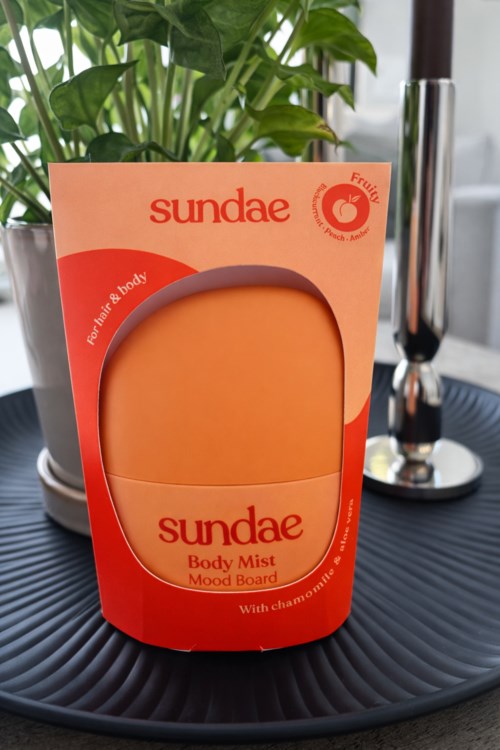 sundae
Fruity
Blackcurrant · Peach · Amber
For hair & body
sundae
Body Mist
Mood Board
With chamomile & aloe vera